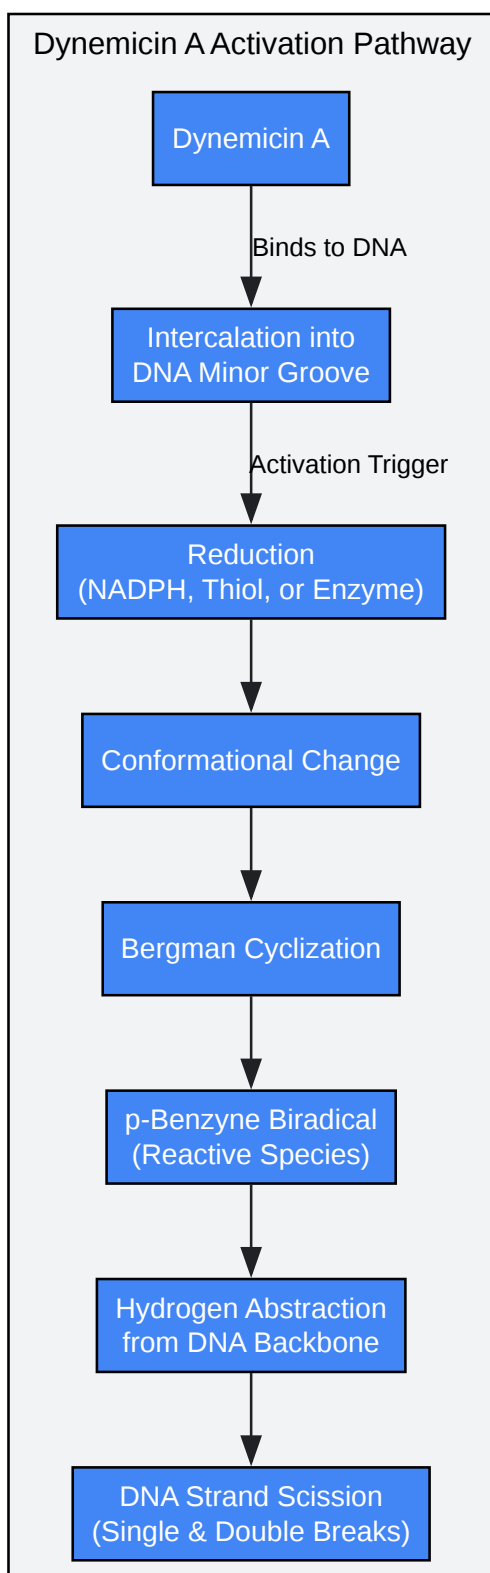 Dynemicin A Activation Pathway
Dynemicin A
Binds to DNA
Intercalation into
DNA Minor Groove
Activation Trigger
Reduction
(NADPH, Thiol, or Enzyme)
Conformational Change
Bergman Cyclization
p-Benzyne Biradical
(Reactive Species)
Hydrogen Abstraction
from DNA Backbone
DNA Strand Scission
(Single & Double Breaks)